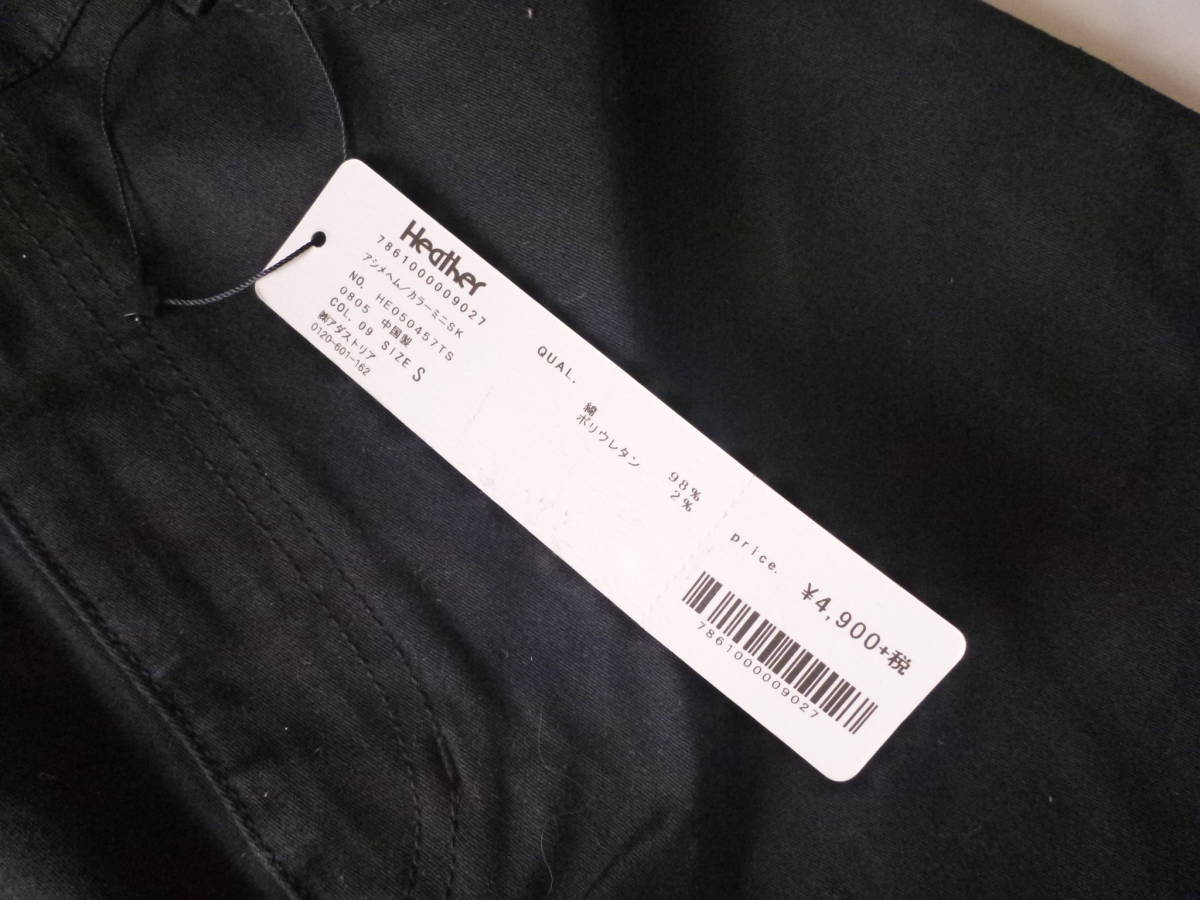 Heather
7861000009027
アシメヘム/カラーミニSK
NO. HE050457TS
0805 中国製
COL. 09 SIZE S
㈱アダストリア
0120-601-162
QUAL.
綿 98%
ポリウレタン 2%
price.
¥4,900+税
7861000009027